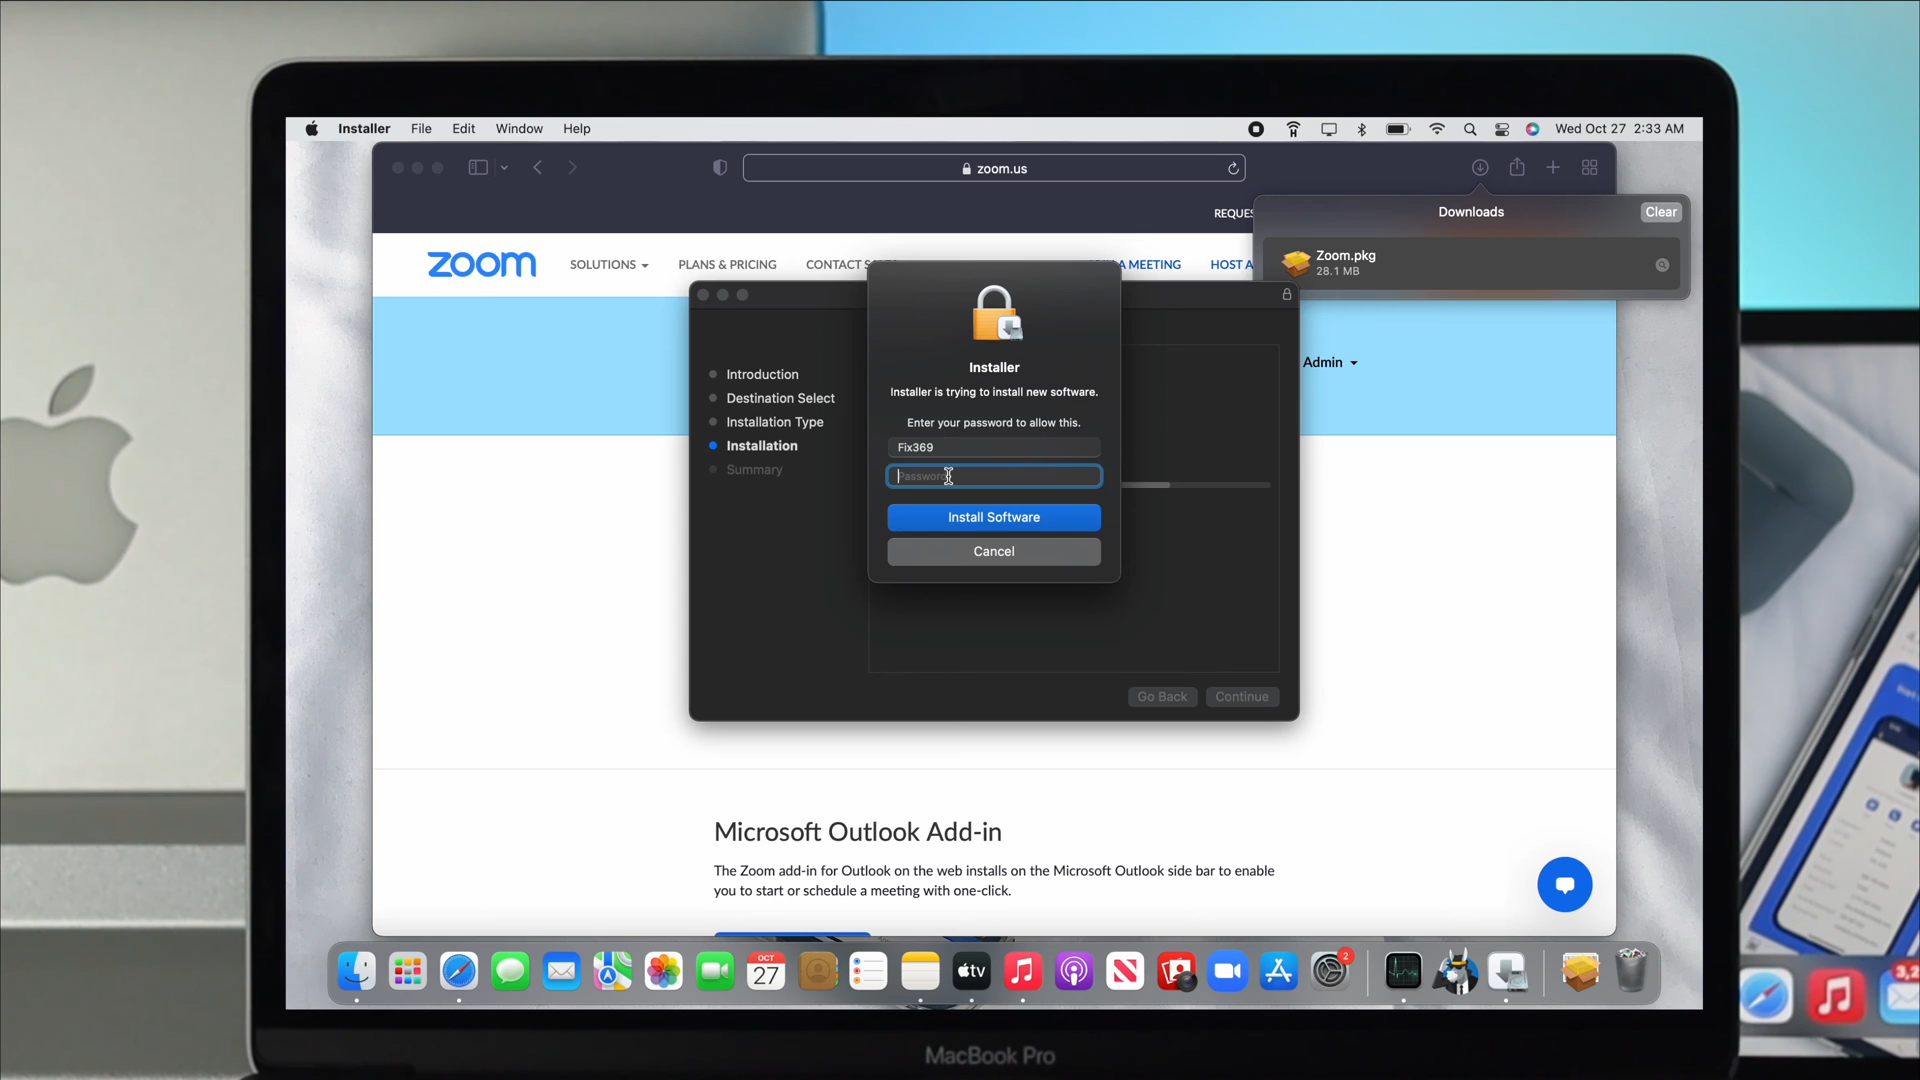 Installer File Edit Window Help
Wed Oct 27 2:33 AM
zoom.us
REQUES
Downloads
Clear
Zoom.pkg
28.1 MB
zoom
SOLUTIONS PLANS & PRICING CONTACT
A MEETING HOST A
Admin
Introduction
Destination Select
Installation Type
Installation
Summary
Installer
Installer is trying to install new software.
Enter your password to allow this.
Fix369
Password
Install Software
Cancel
Go Back Continue
Microsoft Outlook Add-in
The Zoom add-in for Outlook on the web installs on the Microsoft Outlook side bar to enable
you to start or schedule a meeting with one-click.
OCT
27
tv
2
3,2
MacBook Pro